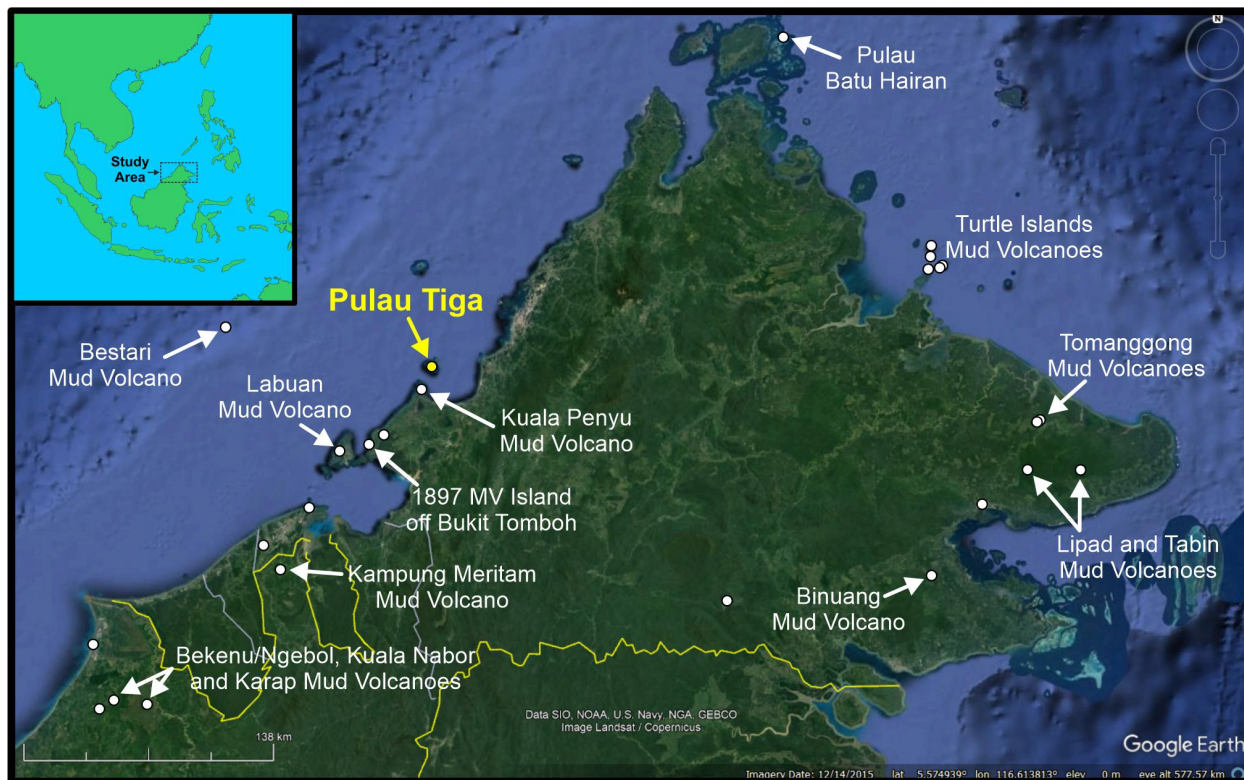 Study
Area
N
Pulau
Batu Hairan
Turtle Islands
Mud Volcanoes
Pulau Tiga
Bestari
Mud Volcano
Labuan
Mud Volcano
Kuala Penyu
Mud Volcano
Tomanggong
Mud Volcanoes
1897 MV Island
off Bukit Tomboh
Lipad and Tabin
Mud Volcanoes
Kampung Meritam
Mud Volcano
Binuang
Mud Volcano
Bekenu/Ngebol, Kuala Nabor
and Karap Mud Volcanoes
138 km
Data SIO, NOAA, U.S. Navy, NGA, GEBCO
Image Landsat / Copernicus
Google Earth
Imagery Date: 12/14/2015 lat 5.574939° lon 116.613813° elev 0 m eye alt 577.57 km